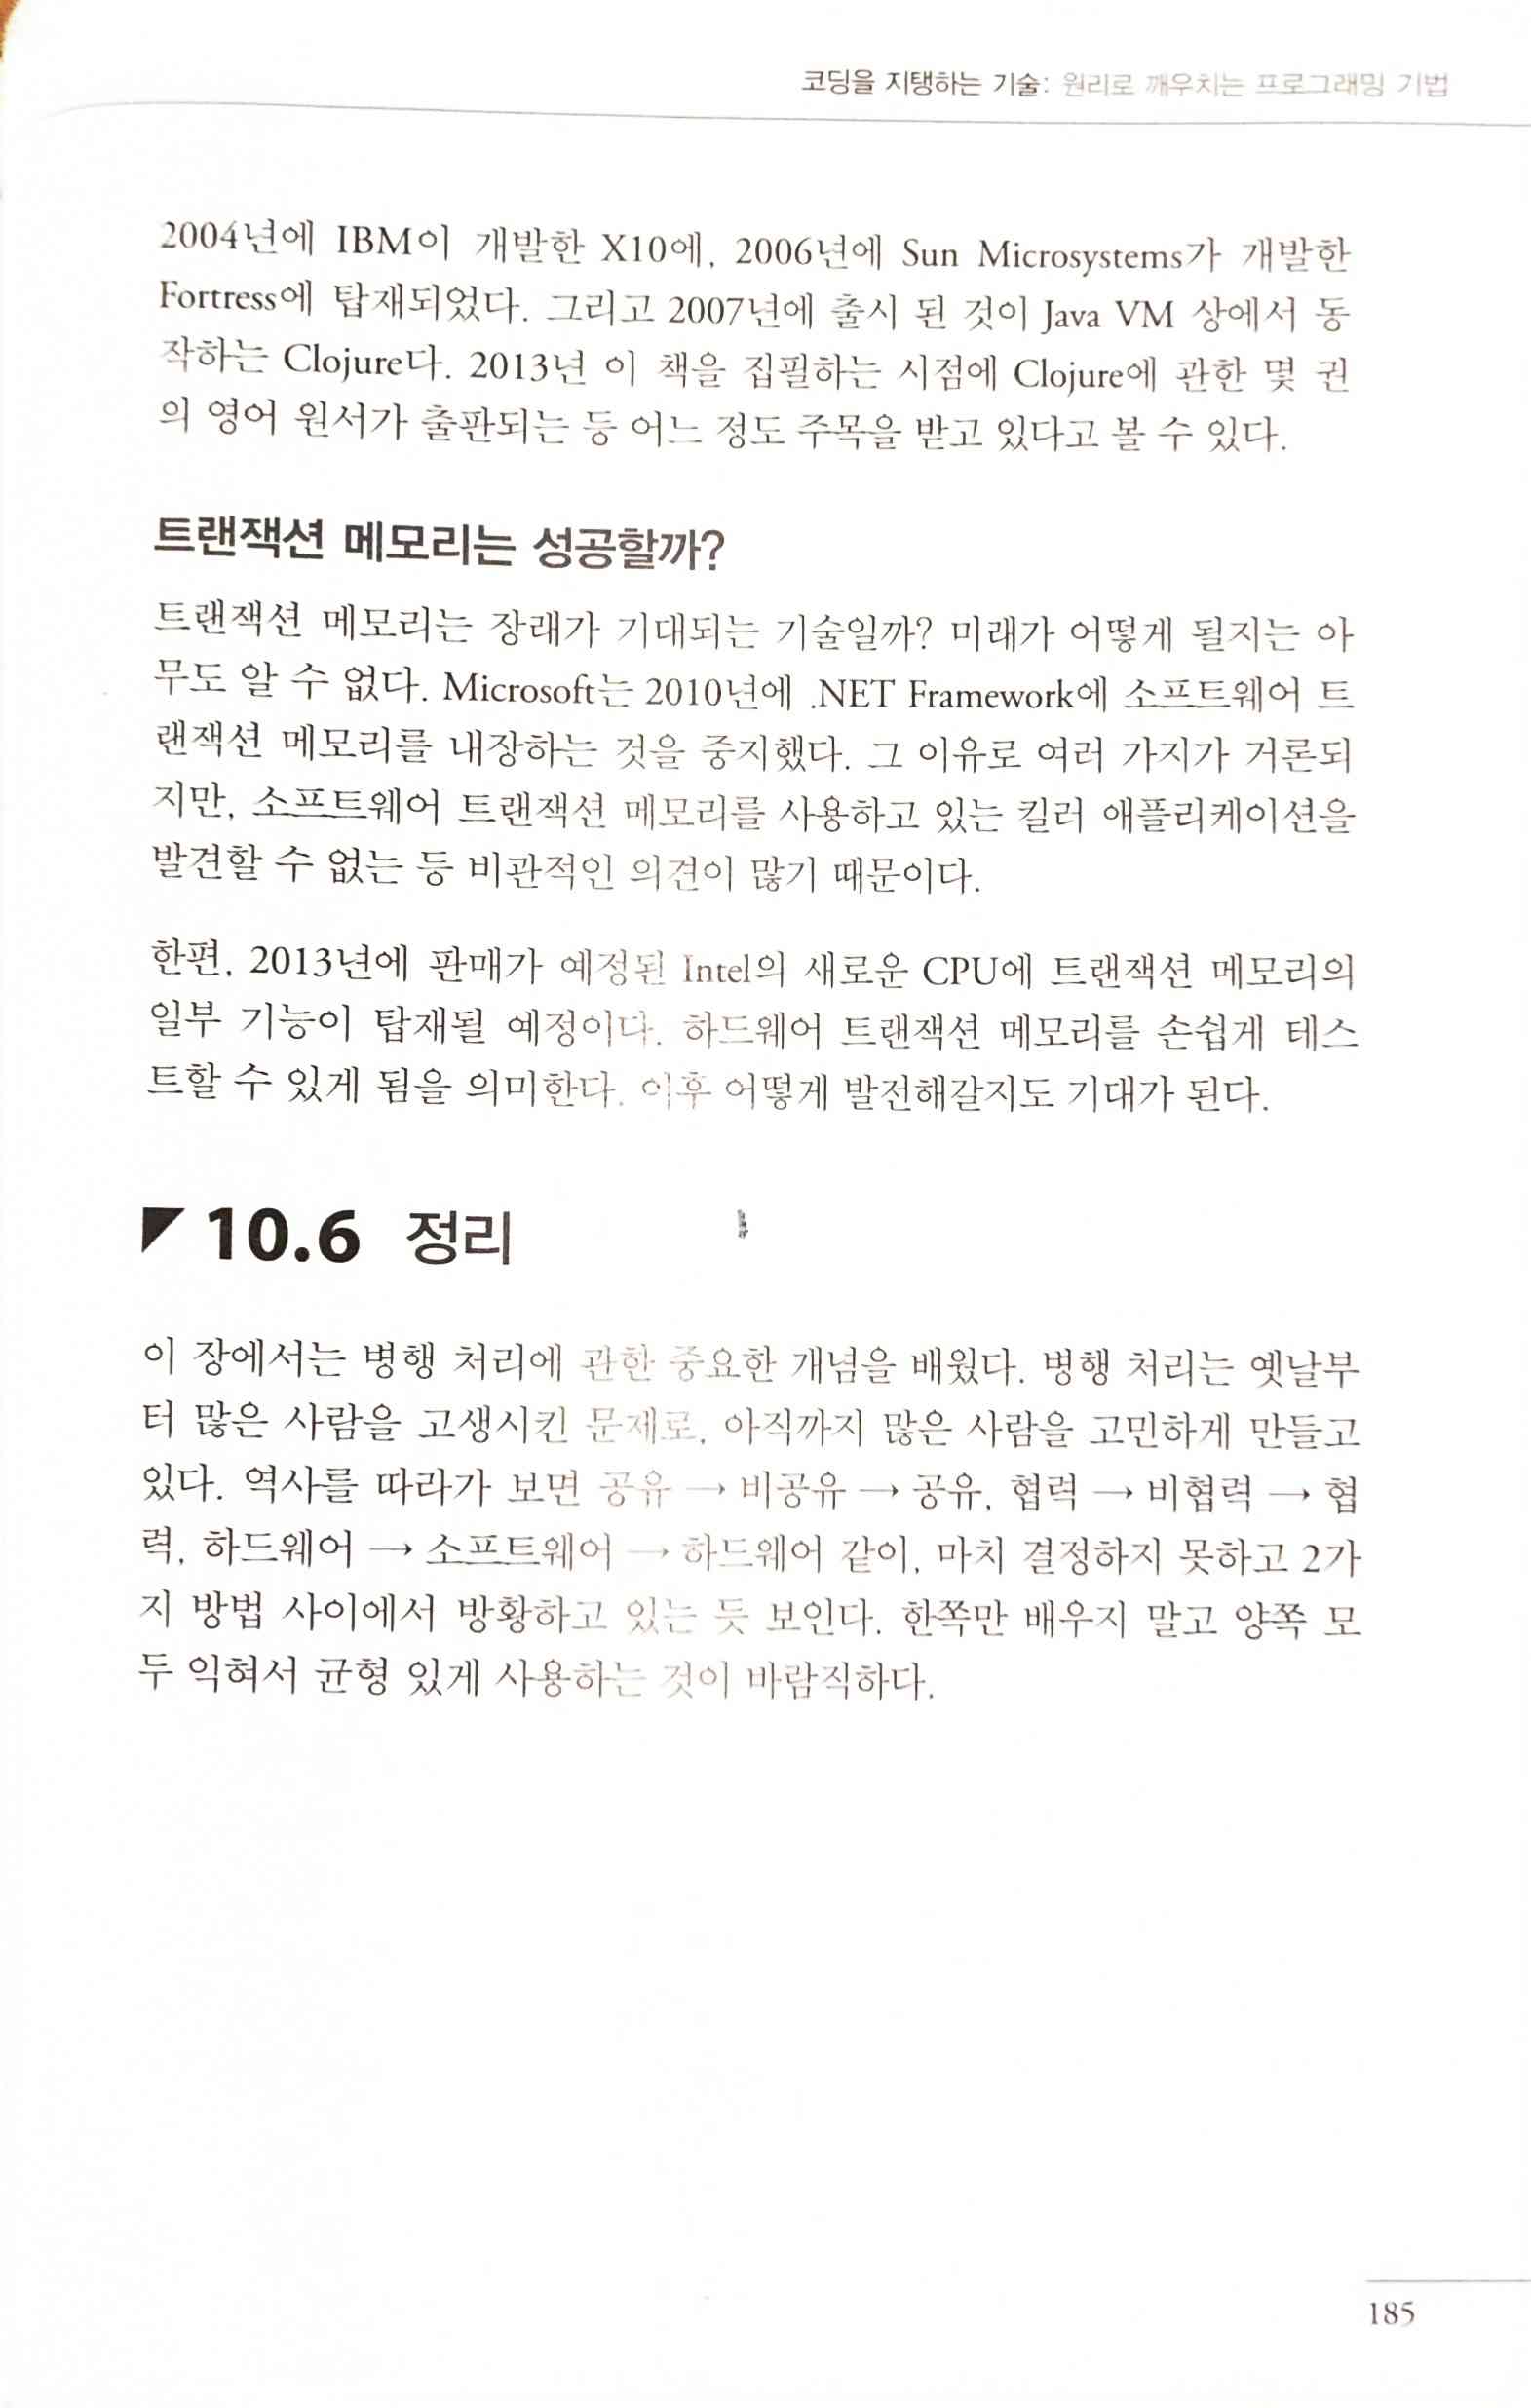 코딩을 지탱하는 기술: 원리로 깨우치는 프로그래밍 기법
2004년에 IBM이 개발한 X10에, 2006년에 Sun Microsystems가 개발한
Fortress에 탑재되었다. 그리고 2007년에 출시 된 것이 Java VM 상에서 동
작하는 Clojure다. 2013년 이 책을 집필하는 시점에 Clojure에 관한 몇 권
의 영어 원서가 출판되는 등 어느 정도 주목을 받고 있다고 볼 수 있다.
트랜잭션 메모리는 성공할까?
트랜잭션 메모리는 장래가 기대되는 기술일까? 미래가 어떻게 될지는 아
무도 알 수 없다. Microsoft는 2010년에 .NET Framework에 소프트웨어 트
랜잭션 메모리를 내장하는 것을 중지했다. 그 이유로 여러 가지가 거론되
지만, 소프트웨어 트랜잭션 메모리를 사용하고 있는 킬러 애플리케이션을
발견할 수 없는 등 비관적인 의견이 많기 때문이다.
한편, 2013년에 판매가 예정된 Intel의 새로운 CPU에 트랜잭션 메모리의
일부 기능이 탑재될 예정이다. 하드웨어 트랜잭션 메모리를 손쉽게 테스
트할 수 있게 됨을 의미한다. 이후 어떻게 발전해갈지도 기대가 된다.
10.6 정리
이 장에서는 병행 처리에 관한 중요한 개념을 배웠다. 병행 처리는 옛날부
터 많은 사람을 고생시킨 문제로, 아직까지 많은 사람을 고민하게 만들고
있다. 역사를 따라가 보면 공유 → 비공유 → 공유, 협력 → 비협력 → 협
력, 하드웨어 → 소프트웨어 → 하드웨어 같이, 마치 결정하지 못하고 2가
지 방법 사이에서 방황하고 있는 듯 보인다. 한쪽만 배우지 말고 양쪽 모
두 익혀서 균형 있게 사용하는 것이 바람직하다.
185